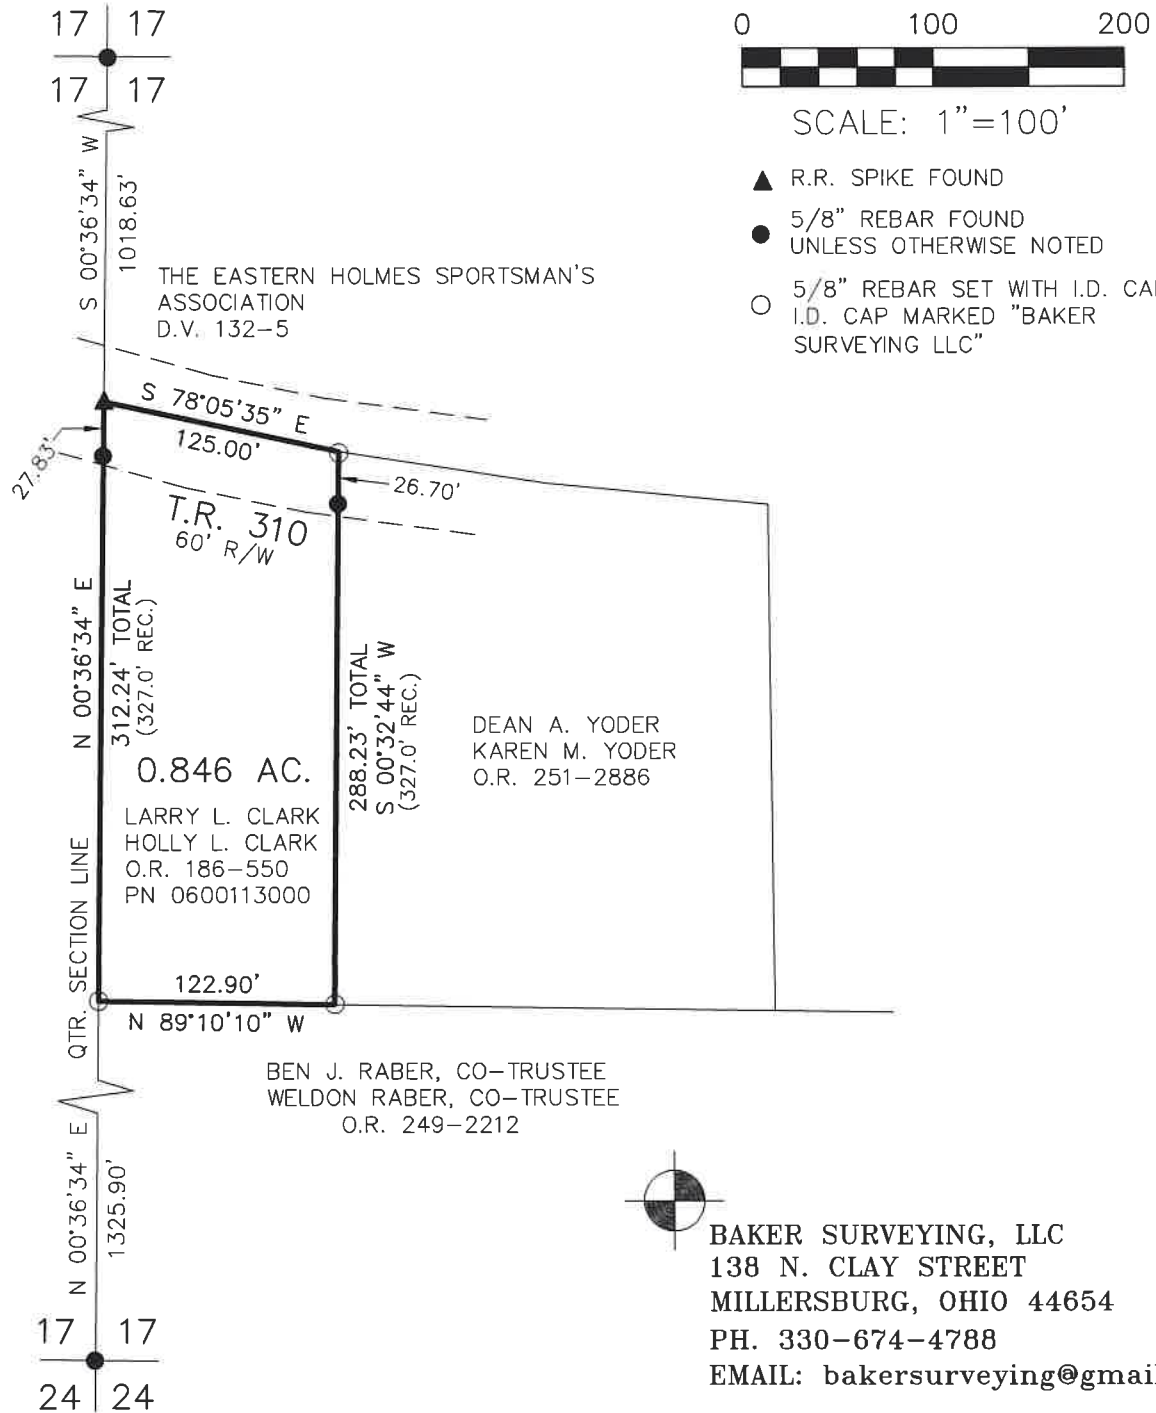 17 17
17 17
S 00°36'34" W
1018.63'
0 100 200
SCALE: 1"=100'
R.R. SPIKE FOUND
5/8" REBAR FOUND
UNLESS OTHERWISE NOTED
5/8" REBAR SET WITH I.D. CA
I.D. CAP MARKED "BAKER
SURVEYING LLC"
THE EASTERN HOLMES SPORTSMAN'S
ASSOCIATION
D.V. 132-5
S 78°05'35" E
125.00'
27.83'
26.70'
T.R. 310
60' R/W
N 00°36'34" E
312.24' TOTAL
(327.0' REC.)
288.23' TOTAL
S 00°32'44" W
(327.0' REC.)
DEAN A. YODER
KAREN M. YODER
O.R. 251-2886
0.846 AC.
LARRY L. CLARK
HOLLY L. CLARK
O.R. 186-550
PN 0600113000
QTR. SECTION LINE
122.90'
N 89°10'10" W
BEN J. RABER, CO-TRUSTEE
WELDON RABER, CO-TRUSTEE
O.R. 249-2212
N 00°36'34" E
1325.90'
17 17
24 24
BAKER SURVEYING, LLC
138 N. CLAY STREET
MILLERSBURG, OHIO 44654
PH. 330-674-4788
EMAIL: bakersurveying@gmail